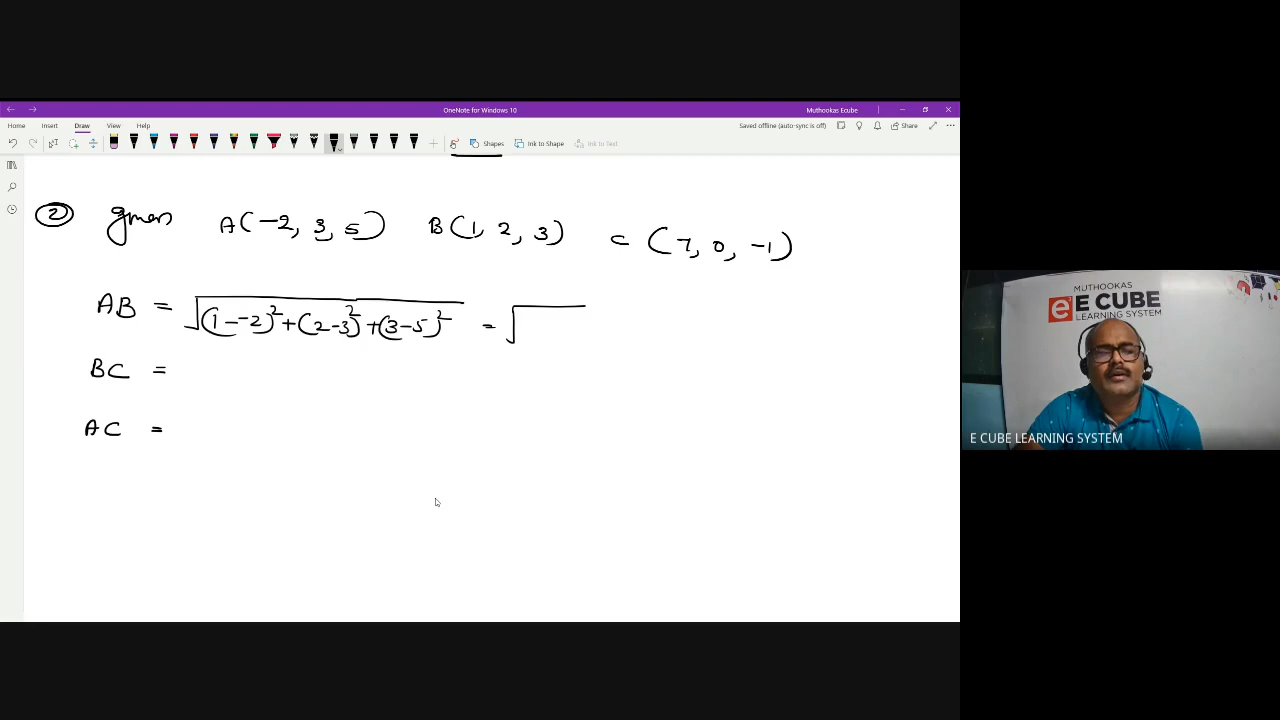 OneNote for Windows 10
Muthookas Ecube
Home Insert Draw View Help
Saved offline (auto-sync is off) Share
Shapes Ink to Shape Ink to Text
② given A(-2, 3, 5) B(1, 2, 3) C (7, 0, -1)
AB = √(1--2)²+(2-3)²+(3-5)² = √
BC =
AC =
MUTHOOKAS
e E CUBE
LEARNING SYSTEM
E CUBE LEARNING SYSTEM